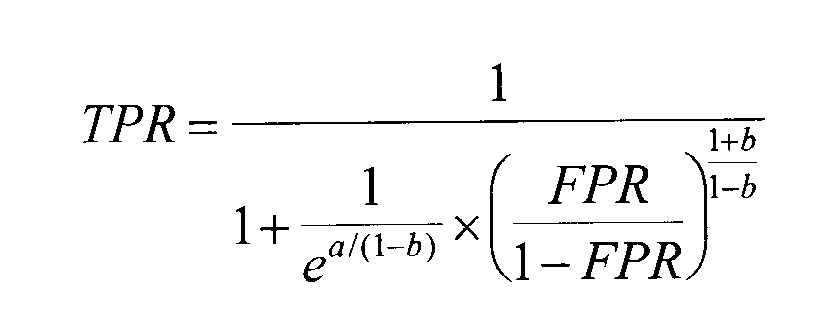 TPR = 1 / (1 + 1 / e^{a/(1−b)} × (FPR / (1 − FPR))^{(1+b)/(1−b)})